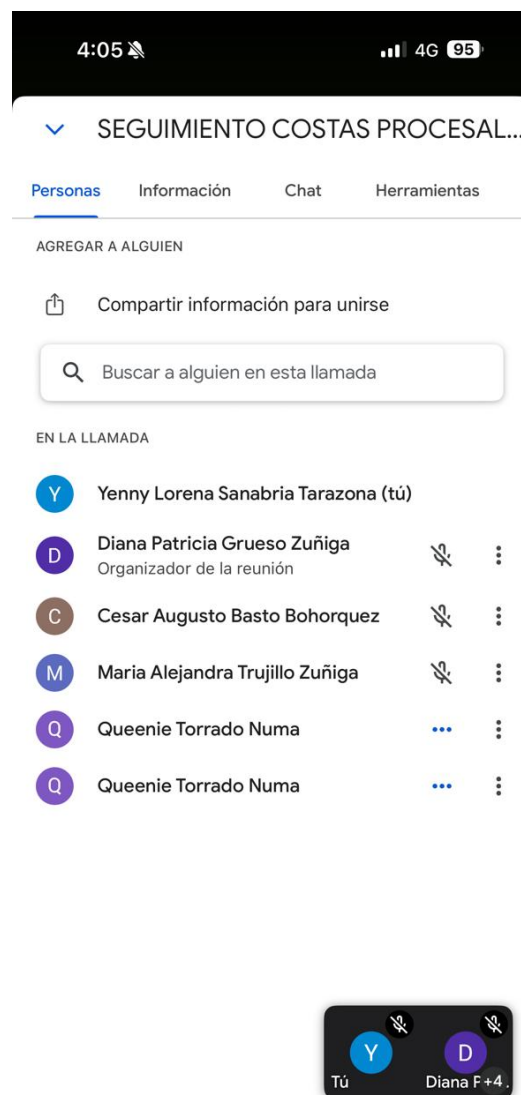 4:05
4G 95
SEGUIMIENTO COSTAS PROCESAL...
Personas Información Chat Herramientas
AGREGAR A ALGUIEN
Compartir información para unirse
Buscar a alguien en esta llamada
EN LA LLAMADA
Y Yenny Lorena Sanabria Tarazona (tú)
D Diana Patricia Grueso Zuñiga
Organizador de la reunión
C Cesar Augusto Basto Bohorquez
M Maria Alejandra Trujillo Zuñiga
Q Queenie Torrado Numa
Q Queenie Torrado Numa
Y D
Tú Diana P +4